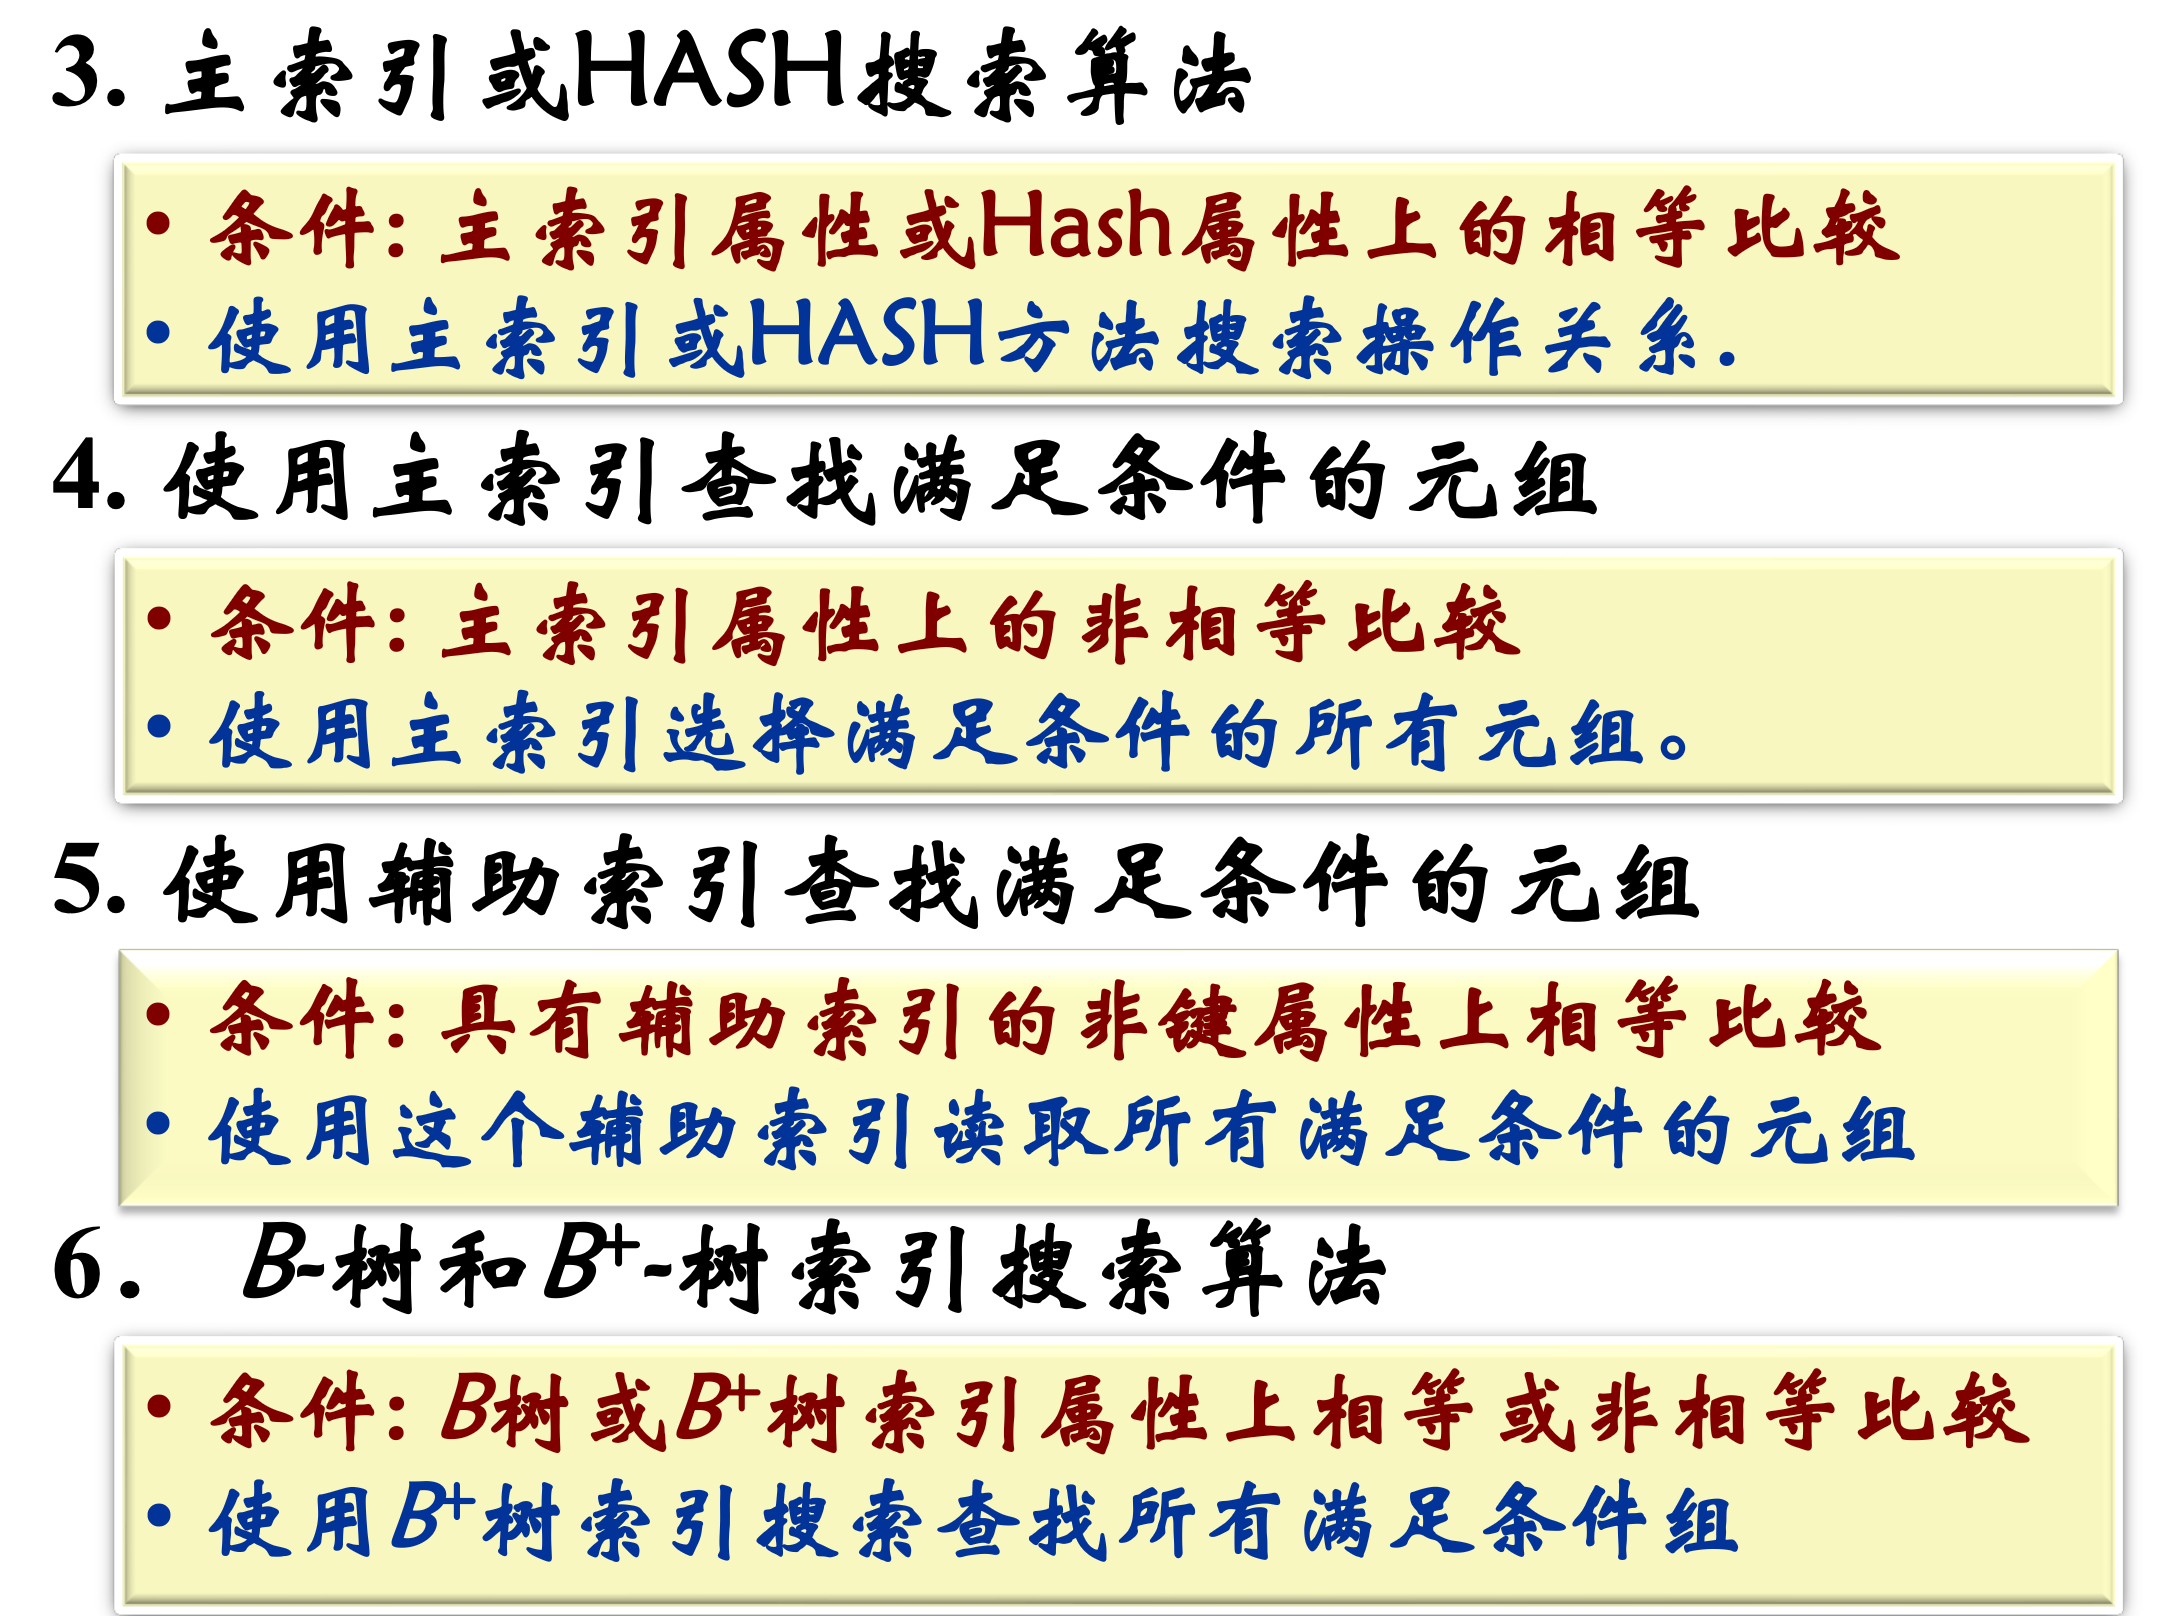 3. 主索引或HASH搜索算法
• 条件: 主索引属性或Hash属性上的相等比较
• 使用主索引或HASH方法搜索操作关系.
4. 使用主索引查找满足条件的元组
• 条件: 主索引属性上的非相等比较
• 使用主索引选择满足条件的所有元组。
5. 使用辅助索引查找满足条件的元组
• 条件: 具有辅助索引的非键属性上相等比较
• 使用这个辅助索引读取所有满足条件的元组
6. B-树和B⁺-树索引搜索算法
• 条件: B树或B⁺树索引属性上相等或非相等比较
• 使用B⁺树索引搜索查找所有满足条件组